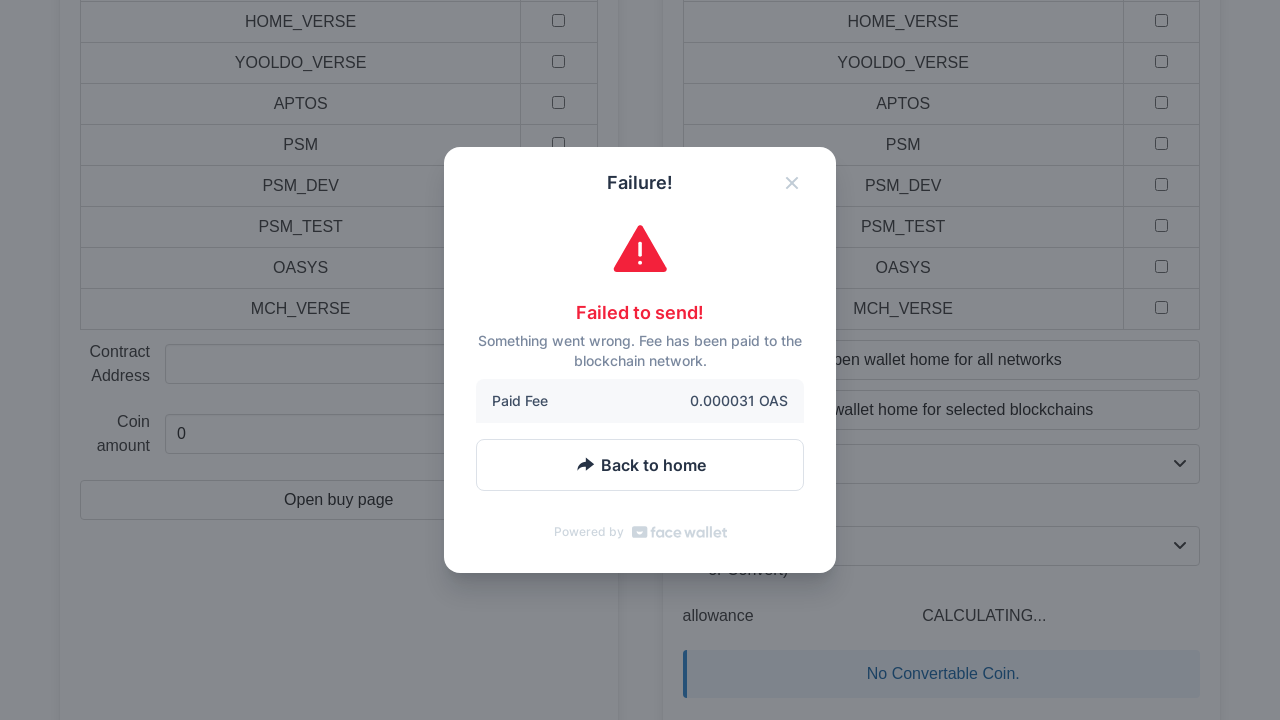 HOME_VERSE
YOOLDO_VERSE
APTOS
PSM
PSM_DEV
PSM_TEST
OASYS
MCH_VERSE
Contract
Address
Coin
amount
0
Open buy page
HOME_VERSE
YOOLDO_VERSE
APTOS
PSM
PSM_DEV
PSM_TEST
OASYS
MCH_VERSE
wallet home for all networks
wallet home for selected blockchains
allowance CALCULATING...
No Convertable Coin.
Failure!
Failed to send!
Something went wrong. Fee has been paid to the
blockchain network.
Paid Fee 0.000031 OAS
Back to home
Powered by face wallet